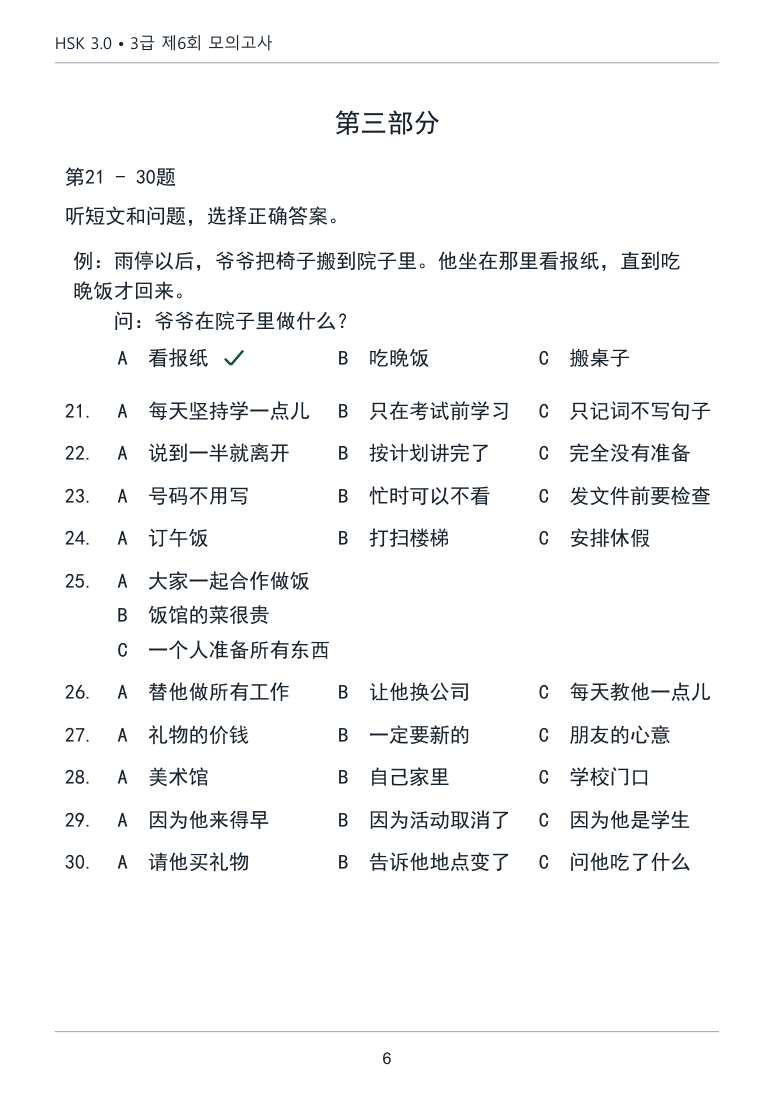 HSK 3.0 • 3급 제6회 모의고사
第三部分
第21 - 30题
听短文和问题，选择正确答案。
例：雨停以后，爷爷把椅子搬到院子里。他坐在那里看报纸，直到吃
晚饭才回来。
问：爷爷在院子里做什么？
A 看报纸 ✓ B 吃晚饭 C 搬桌子
21. A 每天坚持学一点儿 B 只在考试前学习 C 只记词不写句子
22. A 说到一半就离开 B 按计划讲完了 C 完全没有准备
23. A 号码不用写 B 忙时可以不看 C 发文件前要检查
24. A 订午饭 B 打扫楼梯 C 安排休假
25. A 大家一起合作做饭
B 饭馆的菜很贵
C 一个人准备所有东西
26. A 替他做所有工作 B 让他换公司 C 每天教他一点儿
27. A 礼物的价钱 B 一定要新的 C 朋友的心意
28. A 美术馆 B 自己家里 C 学校门口
29. A 因为他来得早 B 因为活动取消了 C 因为他是学生
30. A 请他买礼物 B 告诉他地点变了 C 问他吃了什么
6